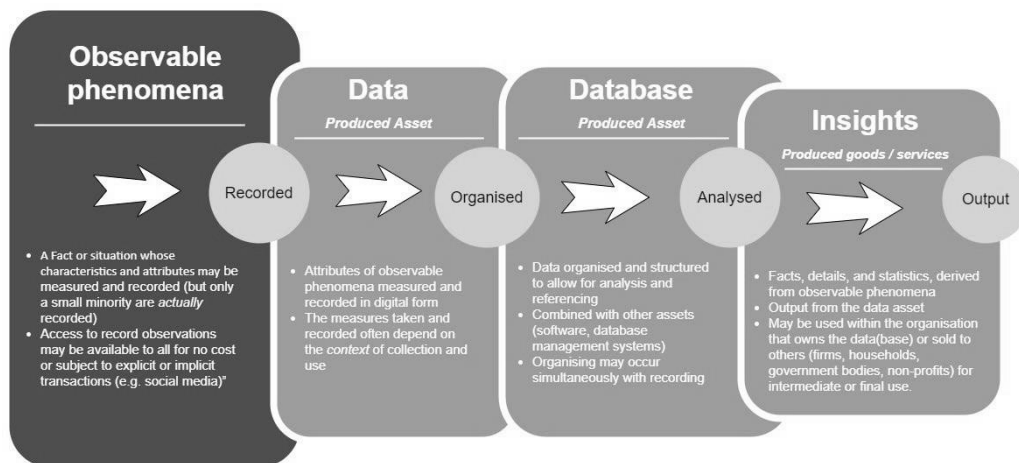 Observable
phenomena
Recorded
A Fact or situation whose
characteristics and attributes may be
measured and recorded (but only
a small minority are actually
recorded)
Access to record observations
may be available to all for no cost
or subject to explicit or implicit
transactions (e.g. social media)"
Data
Produced Asset
Organised
Attributes of observable
phenomena measured and
recorded in digital form
The measures taken and
recorded often depend on
the context of collection and
use
Database
Produced Asset
Analysed
Data organised and structured
to allow for analysis and
referencing
Combined with other assets
(software, database
management systems)
Organising may occur
simultaneously with recording
Insights
Produced goods / services
Output
Facts, details, and statistics, derived
from observable phenomena
Output from the data asset
May be used within the organisation
that owns the data(base) or sold to
others (firms, households,
government bodies, non-profits) for
intermediate or final use.